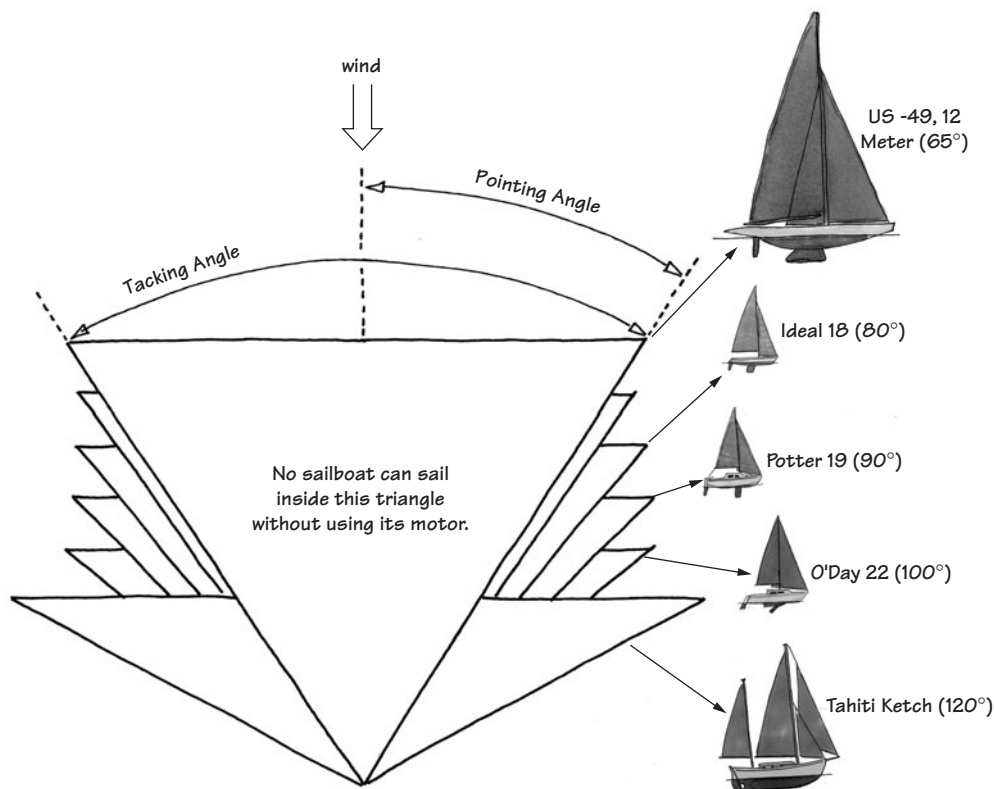 wind
Pointing Angle
Tacking Angle
US -49, 12
Meter (65°)
Ideal 18 (80°)
Potter 19 (90°)
No sailboat can sail
inside this triangle
without using its motor.
O'Day 22 (100°)
Tahiti Ketch (120°)